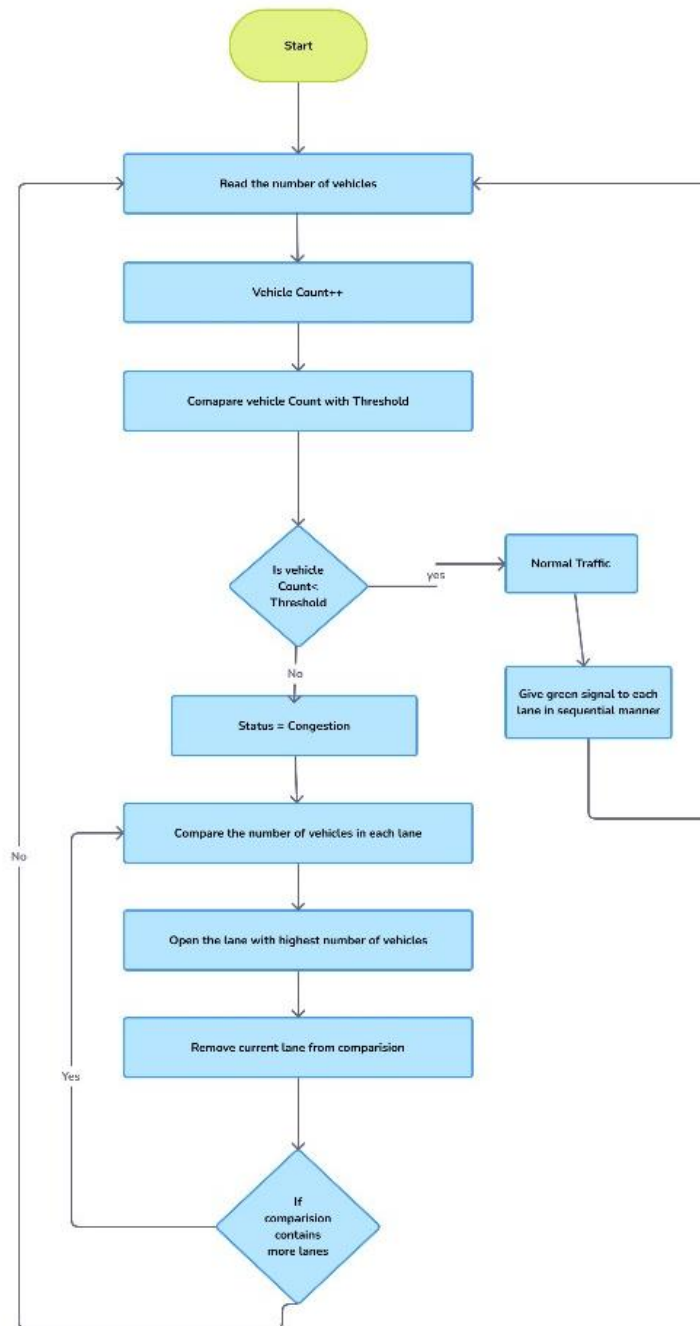 Start
Read the number of vehicles
Vehicle Count++
Comapare vehicle Count with Threshold
Is vehicle
Count<
Threshold
yes
Normal Traffic
No
Give green signal to each
lane in sequential manner
Status = Congestion
Compare the number of vehicles in each lane
No
Open the lane with highest number of vehicles
Remove current lane from comparision
Yes
If
comparision
contains
more lanes